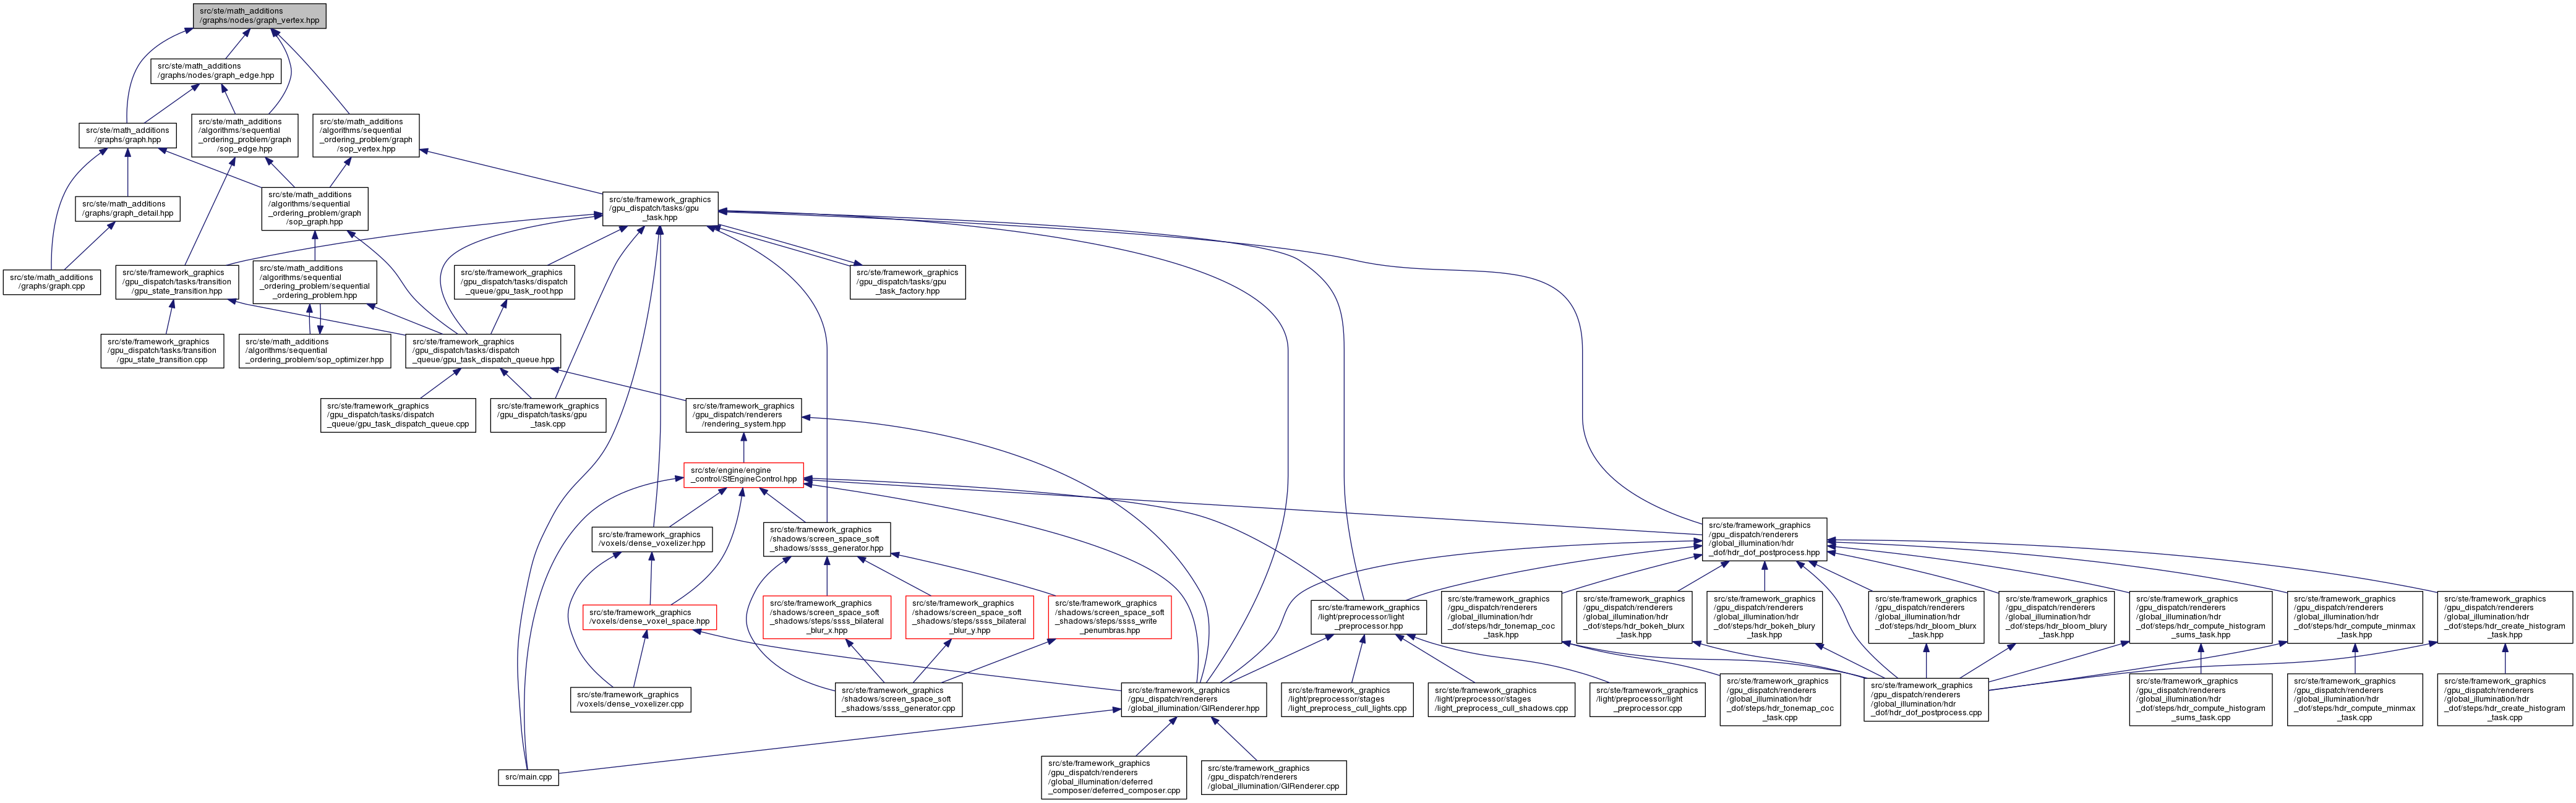 src/ste/math_additions
/graphs/nodes/graph_vertex.hpp
src/ste/math_additions
/graphs/nodes/graph_edge.hpp
src/ste/math_additions
/graphs/graph.hpp
src/ste/math_additions
/algorithms/sequential
_ordering_problem/graph
/sop_edge.hpp
src/ste/math_additions
/algorithms/sequential
_ordering_problem/graph
/sop_vertex.hpp
src/ste/math_additions
/graphs/graph_detail.hpp
src/ste/math_additions
/algorithms/sequential
_ordering_problem/graph
/sop_graph.hpp
src/ste/framework_graphics
/gpu_dispatch/tasks/gpu
_task.hpp
src/ste/math_additions
/graphs/graph.cpp
src/ste/framework_graphics
/gpu_dispatch/tasks/transition
/gpu_state_transition.hpp
src/ste/math_additions
/algorithms/sequential
_ordering_problem/sequential
_ordering_problem.hpp
src/ste/framework_graphics
/gpu_dispatch/tasks/dispatch
_queue/gpu_task_root.hpp
src/ste/framework_graphics
/gpu_dispatch/tasks/gpu
_task_factory.hpp
src/ste/framework_graphics
/gpu_dispatch/tasks/transition
/gpu_state_transition.cpp
src/ste/math_additions
/algorithms/sequential
_ordering_problem/sop_optimizer.hpp
src/ste/framework_graphics
/gpu_dispatch/tasks/dispatch
_queue/gpu_task_dispatch_queue.hpp
src/ste/framework_graphics
/gpu_dispatch/tasks/dispatch
_queue/gpu_task_dispatch_queue.cpp
src/ste/framework_graphics
/gpu_dispatch/tasks/gpu
_task.cpp
src/ste/framework_graphics
/gpu_dispatch/renderers
/rendering_system.hpp
src/ste/engine/engine
_control/StEngineControl.hpp
src/ste/framework_graphics
/voxels/dense_voxelizer.hpp
src/ste/framework_graphics
/shadows/screen_space_soft
_shadows/ssss_generator.hpp
src/ste/framework_graphics
/gpu_dispatch/renderers
/global_illumination/hdr
_dof/hdr_dof_postprocess.hpp
src/ste/framework_graphics
/voxels/dense_voxel_space.hpp
src/ste/framework_graphics
/shadows/screen_space_soft
_shadows/steps/ssss_bilateral
_blur_x.hpp
src/ste/framework_graphics
/shadows/screen_space_soft
_shadows/steps/ssss_bilateral
_blur_y.hpp
src/ste/framework_graphics
/shadows/screen_space_soft
_shadows/steps/ssss_write
_penumbras.hpp
src/ste/framework_graphics
/light/preprocessor/light
_preprocessor.hpp
src/ste/framework_graphics
/gpu_dispatch/renderers
/global_illumination/hdr
_dof/steps/hdr_tonemap_coc
_task.hpp
src/ste/framework_graphics
/gpu_dispatch/renderers
/global_illumination/hdr
_dof/steps/hdr_bokeh_blurx
_task.hpp
src/ste/framework_graphics
/gpu_dispatch/renderers
/global_illumination/hdr
_dof/steps/hdr_bokeh_blury
_task.hpp
src/ste/framework_graphics
/gpu_dispatch/renderers
/global_illumination/hdr
_dof/steps/hdr_bloom_blurx
_task.hpp
src/ste/framework_graphics
/gpu_dispatch/renderers
/global_illumination/hdr
_dof/steps/hdr_bloom_blury
_task.hpp
src/ste/framework_graphics
/gpu_dispatch/renderers
/global_illumination/hdr
_dof/steps/hdr_compute_histogram
_sums_task.hpp
src/ste/framework_graphics
/gpu_dispatch/renderers
/global_illumination/hdr
_dof/steps/hdr_compute_minmax
_task.hpp
src/ste/framework_graphics
/gpu_dispatch/renderers
/global_illumination/hdr
_dof/steps/hdr_create_histogram
_task.hpp
src/ste/framework_graphics
/voxels/dense_voxelizer.cpp
src/ste/framework_graphics
/shadows/screen_space_soft
_shadows/ssss_generator.cpp
src/ste/framework_graphics
/gpu_dispatch/renderers
/global_illumination/GIRenderer.hpp
src/ste/framework_graphics
/light/preprocessor/stages
/light_preprocess_cull_lights.cpp
src/ste/framework_graphics
/light/preprocessor/stages
/light_preprocess_cull_shadows.cpp
src/ste/framework_graphics
/light/preprocessor/light
_preprocessor.cpp
src/ste/framework_graphics
/gpu_dispatch/renderers
/global_illumination/hdr
_dof/steps/hdr_tonemap_coc
_task.cpp
src/ste/framework_graphics
/gpu_dispatch/renderers
/global_illumination/hdr
_dof/hdr_dof_postprocess.cpp
src/ste/framework_graphics
/gpu_dispatch/renderers
/global_illumination/hdr
_dof/steps/hdr_compute_histogram
_sums_task.cpp
src/ste/framework_graphics
/gpu_dispatch/renderers
/global_illumination/hdr
_dof/steps/hdr_compute_minmax
_task.cpp
src/ste/framework_graphics
/gpu_dispatch/renderers
/global_illumination/hdr
_dof/steps/hdr_create_histogram
_task.cpp
src/main.cpp
src/ste/framework_graphics
/gpu_dispatch/renderers
/global_illumination/deferred
_composer/deferred_composer.cpp
src/ste/framework_graphics
/gpu_dispatch/renderers
/global_illumination/GIRenderer.cpp